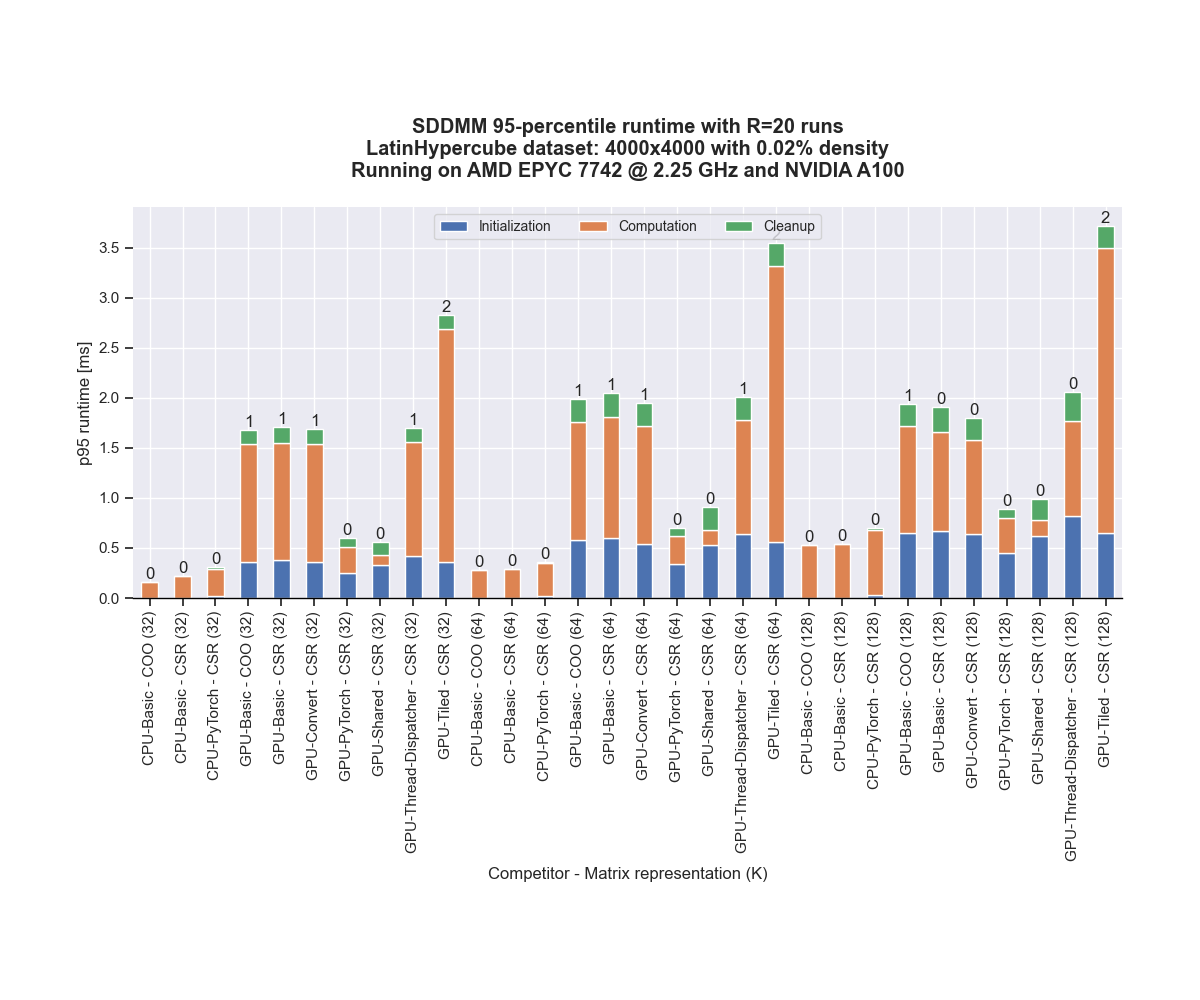 SDDMM 95-percentile runtime with R=20 runs
LatinHypercube dataset: 4000x4000 with 0.02% density
Running on AMD EPYC 7742 @ 2.25 GHz and NVIDIA A100
Initialization Computation Cleanup
p95 runtime [ms]
3.5
3.0
2.5
2.0
1.5
1.0
0.5
0.0
0 0 0 1 1 1 0 0 1 2 0 0 0 1 1 1 0 0 1 2 0 0 0 1 0 0 0 0 0 2
CPU-Basic - COO (32)
CPU-Basic - CSR (32)
CPU-PyTorch - CSR (32)
GPU-Basic - COO (32)
GPU-Basic - CSR (32)
GPU-Convert - CSR (32)
GPU-PyTorch - CSR (32)
GPU-Shared - CSR (32)
GPU-Thread-Dispatcher - CSR (32)
GPU-Tiled - CSR (32)
CPU-Basic - COO (64)
CPU-Basic - CSR (64)
CPU-PyTorch - CSR (64)
GPU-Basic - COO (64)
GPU-Basic - CSR (64)
GPU-Convert - CSR (64)
GPU-PyTorch - CSR (64)
GPU-Shared - CSR (64)
GPU-Thread-Dispatcher - CSR (64)
GPU-Tiled - CSR (64)
CPU-Basic - COO (128)
CPU-Basic - CSR (128)
CPU-PyTorch - CSR (128)
GPU-Basic - COO (128)
GPU-Basic - CSR (128)
GPU-Convert - CSR (128)
GPU-PyTorch - CSR (128)
GPU-Shared - CSR (128)
GPU-Thread-Dispatcher - CSR (128)
GPU-Tiled - CSR (128)
Competitor - Matrix representation (K)